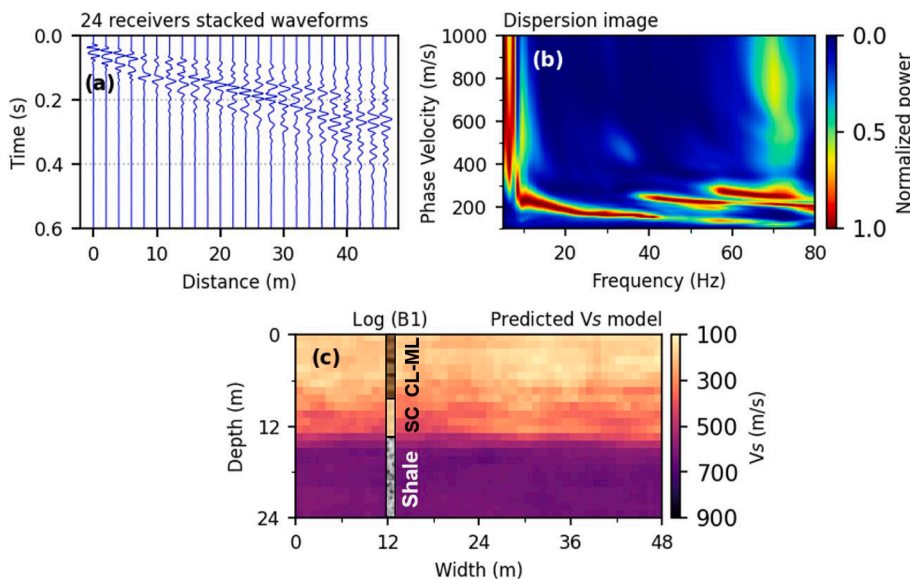 24 receivers stacked waveforms
0.0
0.2
0.4
0.6
Time (s)
(a)
0
10
20
30
40
Distance (m)
Dispersion image
1000
800
600
400
200
Phase Velocity (m/s)
(b)
20
40
60
80
Frequency (Hz)
0.0
0.5
1.0
Normalized power
Log (B1)
Predicted Vs model
0
12
24
Depth (m)
(c)
CL-ML
SC
Shale
0
12
24
36
48
Width (m)
100
300
500
700
900
Vs (m/s)